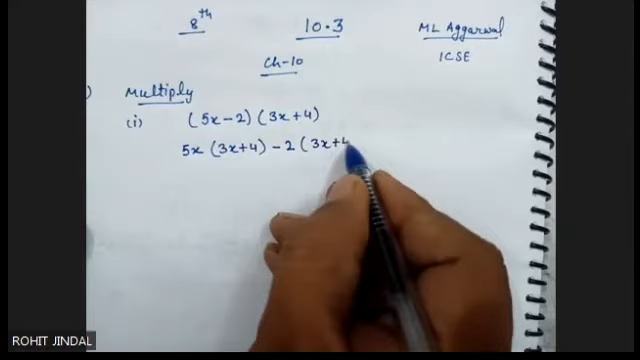 8th 10.3 ML Aggarwal
ICSE
Ch-10
) Multiply
(i) (5x-2) (3x+4)
5x (3x+4) - 2 (3x+4
ROHIT JINDAL